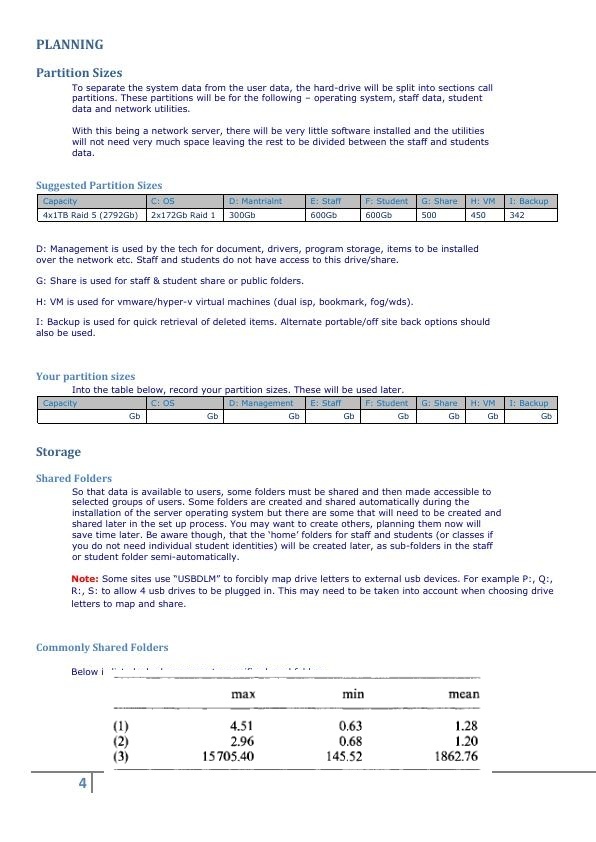 PLANNING
Partition Sizes
To separate the system data from the user data, the hard-drive will be split into sections call
partitions. These partitions will be for the following – operating system, staff data, student
data and network utilities.
With this being a network server, there will be very little software installed and the utilities
will not need very much space leaving the rest to be divided between the staff and students
data.
Suggested Partition Sizes
Capacity C: OS D: Mantriaint E: Staff F: Student G: Share H: VM I: Backup
4x1TB Raid 5 (2792Gb) 2x172Gb Raid 1 300Gb 600Gb 600Gb 500 450 342
D: Management is used by the tech for document, drivers, program storage, items to be installed
over the network etc. Staff and students do not have access to this drive/share.
G: Share is used for staff & student share or public folders.
H: VM is used for vmware/hyper-v virtual machines (dual isp, bookmark, fog/wds).
I: Backup is used for quick retrieval of deleted items. Alternate portable/off site back options should
also be used.
Your partition sizes
Into the table below, record your partition sizes. These will be used later.
Capacity C: OS D: Management E: Staff F: Student G: Share H: VM I: Backup
Gb Gb Gb Gb Gb Gb Gb Gb
Storage
Shared Folders
So that data is available to users, some folders must be shared and then made accessible to
selected groups of users. Some folders are created and shared automatically during the
installation of the server operating system but there are some that will need to be created and
shared later in the set up process. You may want to create others, planning them now will
save time later. Be aware though, that the ‘home’ folders for staff and students (or classes if
you do not need individual student identities) will be created later, as sub-folders in the staff
or student folder semi-automatically.
Note: Some sites use “USBDLM” to forcibly map drive letters to external usb devices. For example P:, Q:,
R:, S: to allow 4 usb drives to be plugged in. This may need to be taken into account when choosing drive
letters to map and share.
Commonly Shared Folders
Below
max min mean
(1) 4.51 0.63 1.28
(2) 2.96 0.68 1.20
(3) 15705.40 145.52 1862.76
4